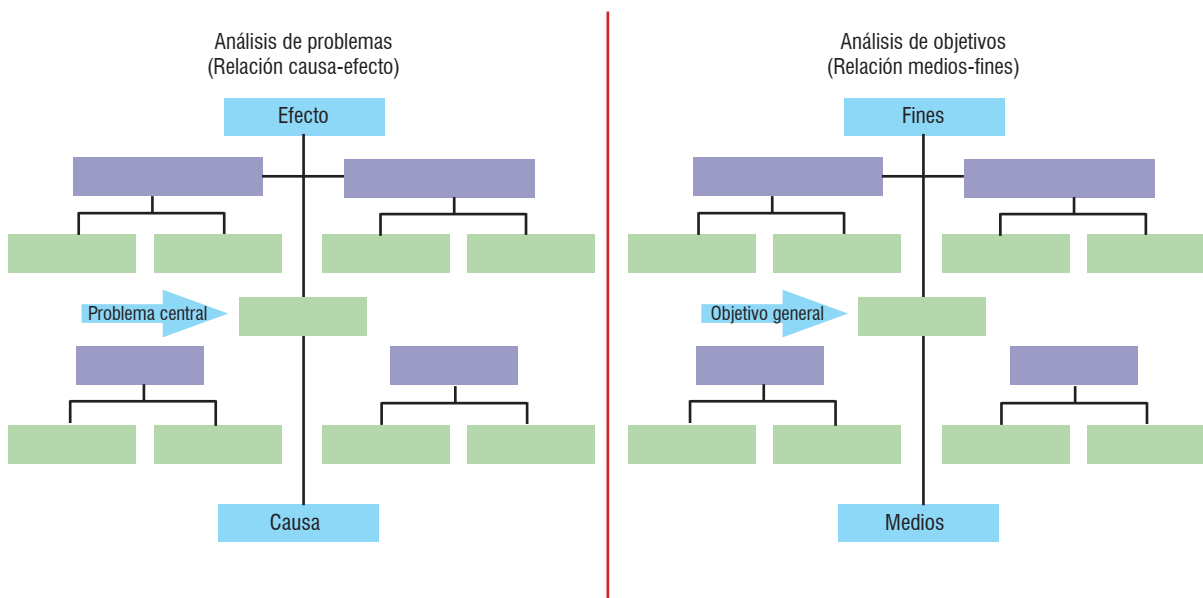 Análisis de problemas
(Relación causa-efecto)
Efecto
Problema central
Causa
Análisis de objetivos
(Relación medios-fines)
Fines
Objetivo general
Medios